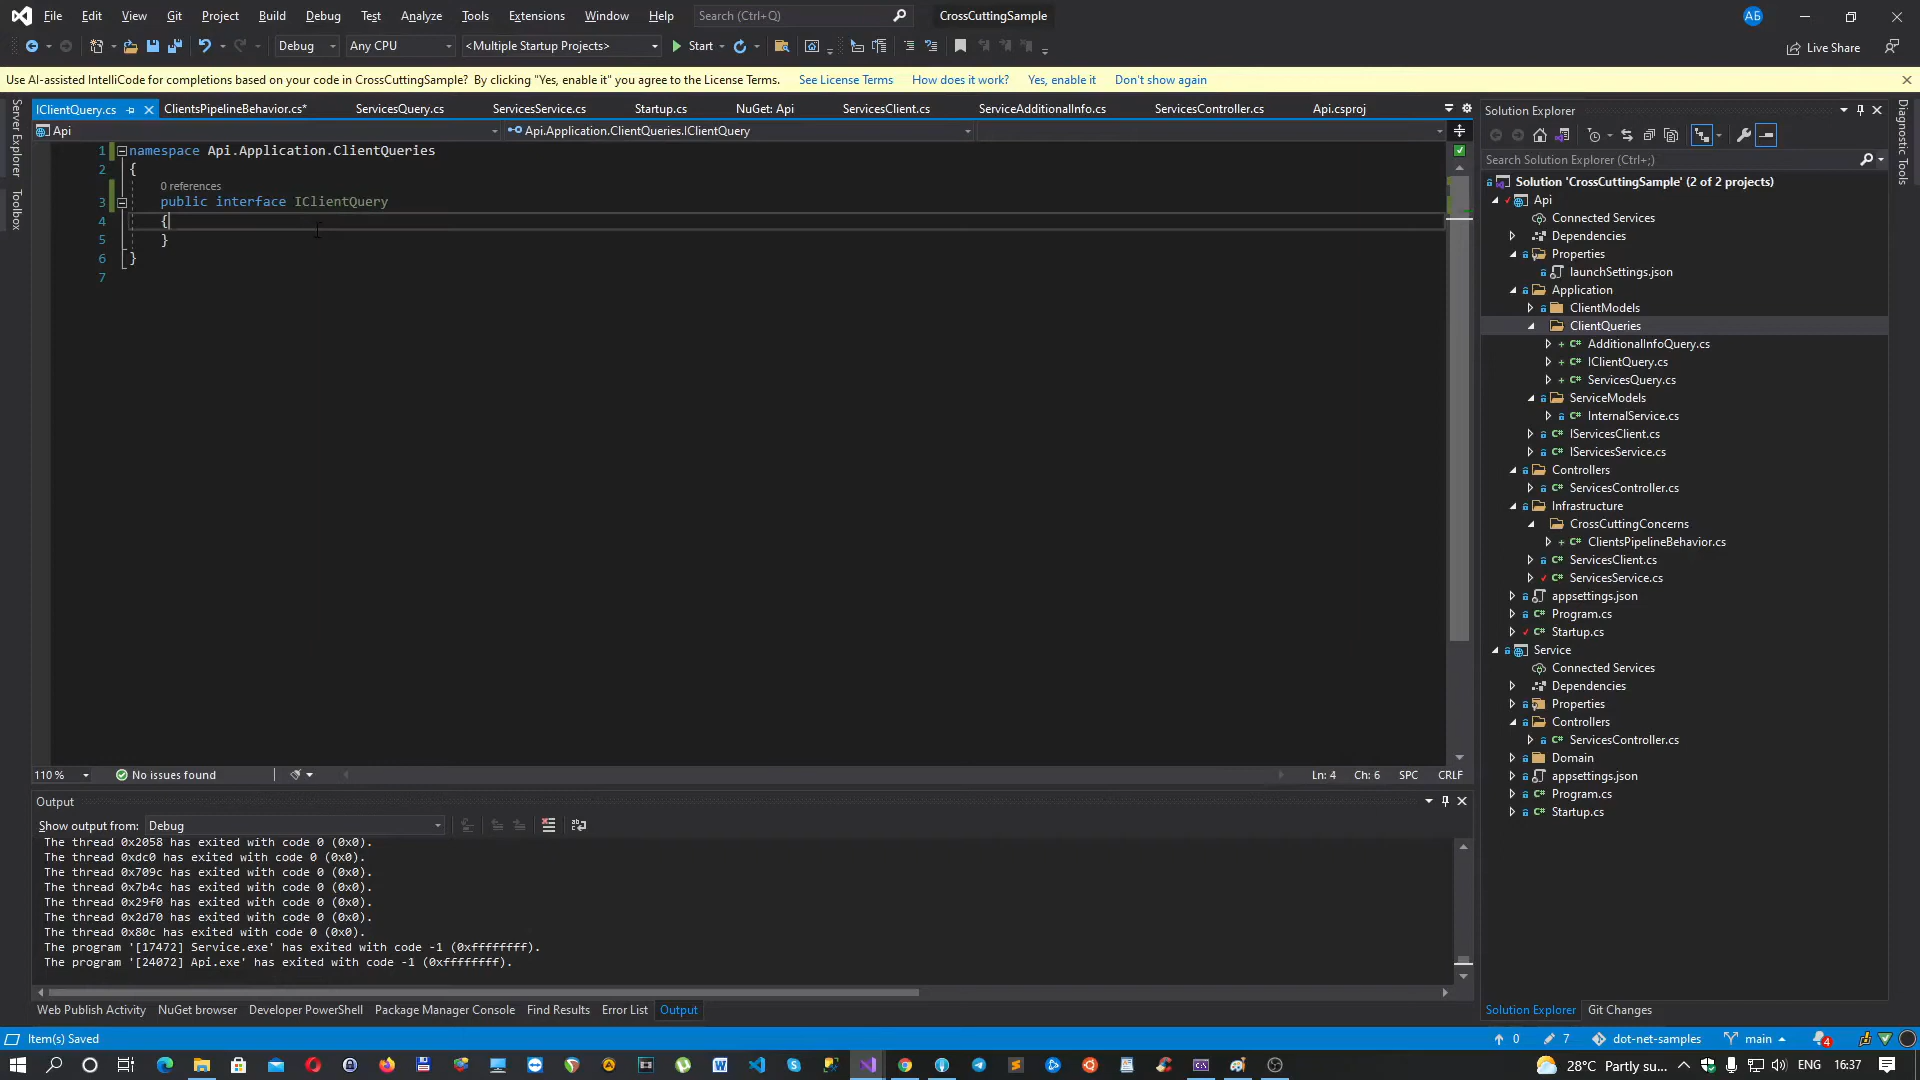 File Edit View Git Project Build Debug Test Analyze Tools Extensions Window Help Search (Ctrl+Q) CrossCuttingSample АБ
Debug Any CPU <Multiple Startup Projects> Start Live Share
Use AI-assisted IntelliCode for completions based on your code in CrossCuttingSample? By clicking "Yes, enable it" you agree to the License Terms. See License Terms How does it work? Yes, enable it Don't show again
Server Explorer
Toolbox
IClientQuery.cs ClientsPipelineBehavior.cs* ServicesQuery.cs ServicesService.cs Startup.cs NuGet: Api ServicesClient.cs ServiceAdditionalInfo.cs ServicesController.cs Api.csproj
Api Api.Application.ClientQueries.IClientQuery
1 namespace Api.Application.ClientQueries
2 {
0 references
3 public interface IClientQuery
4 {
5 }
6 }
7
110 % No issues found Ln: 4 Ch: 6 SPC CRLF
Output
Show output from: Debug
The thread 0x2058 has exited with code 0 (0x0).
The thread 0xdc0 has exited with code 0 (0x0).
The thread 0x709c has exited with code 0 (0x0).
The thread 0x7b4c has exited with code 0 (0x0).
The thread 0x29f0 has exited with code 0 (0x0).
The thread 0x2d70 has exited with code 0 (0x0).
The thread 0x80c has exited with code 0 (0x0).
The program '[17472] Service.exe' has exited with code -1 (0xffffffff).
The program '[24072] Api.exe' has exited with code -1 (0xffffffff).
Web Publish Activity NuGet browser Developer PowerShell Package Manager Console Find Results Error List Output
Solution Explorer
Search Solution Explorer (Ctrl+;)
Solution 'CrossCuttingSample' (2 of 2 projects)
Api
Connected Services
Dependencies
Properties
launchSettings.json
Application
ClientModels
ClientQueries
AdditionalInfoQuery.cs
IClientQuery.cs
ServicesQuery.cs
ServiceModels
InternalService.cs
IServicesClient.cs
IServicesService.cs
Controllers
ServicesController.cs
Infrastructure
CrossCuttingConcerns
ClientsPipelineBehavior.cs
ServicesClient.cs
ServicesService.cs
appsettings.json
Program.cs
Startup.cs
Service
Connected Services
Dependencies
Properties
Controllers
ServicesController.cs
Domain
appsettings.json
Program.cs
Startup.cs
Solution Explorer Git Changes
Diagnostic Tools
Item(s) Saved 0 7 dot-net-samples main 4
28°C Partly su... ENG 16:37